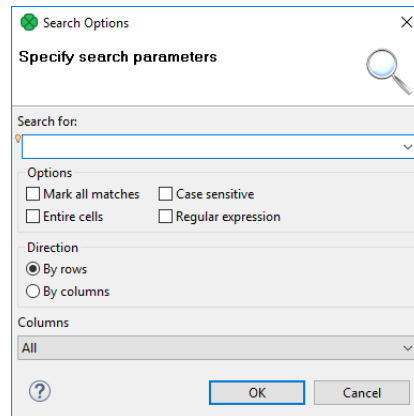 Search Options
Specify search parameters
Search for:
Options
Mark all matches Case sensitive
Entire cells Regular expression
Direction
By rows
By columns
Columns
All
? OK Cancel